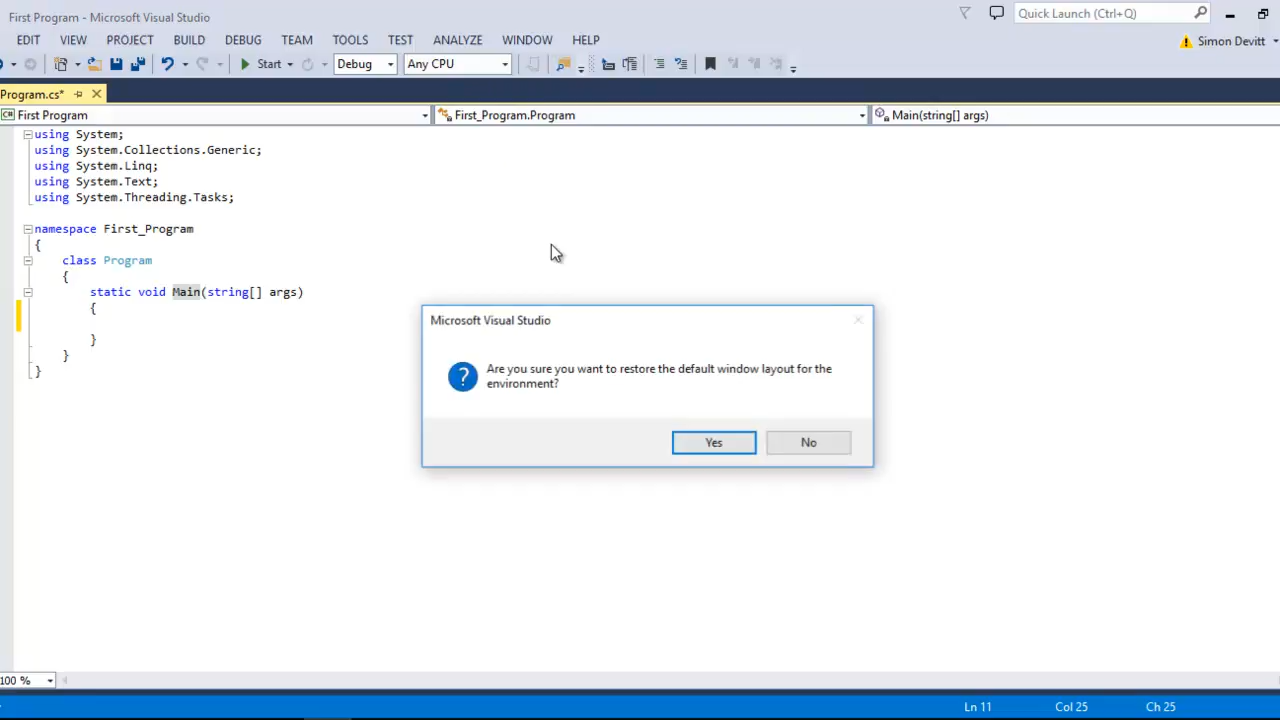 First Program - Microsoft Visual Studio
Quick Launch (Ctrl+Q)
EDIT VIEW PROJECT BUILD DEBUG TEAM TOOLS TEST ANALYZE WINDOW HELP
Simon Devitt
Start Debug Any CPU
Program.cs*
First Program First_Program.Program Main(string[] args)
using System;
using System.Collections.Generic;
using System.Linq;
using System.Text;
using System.Threading.Tasks;
namespace First_Program
{
class Program
{
static void Main(string[] args)
{
}
}
}
Microsoft Visual Studio
Are you sure you want to restore the default window layout for the
environment?
Yes No
100 %
Ln 11 Col 25 Ch 25